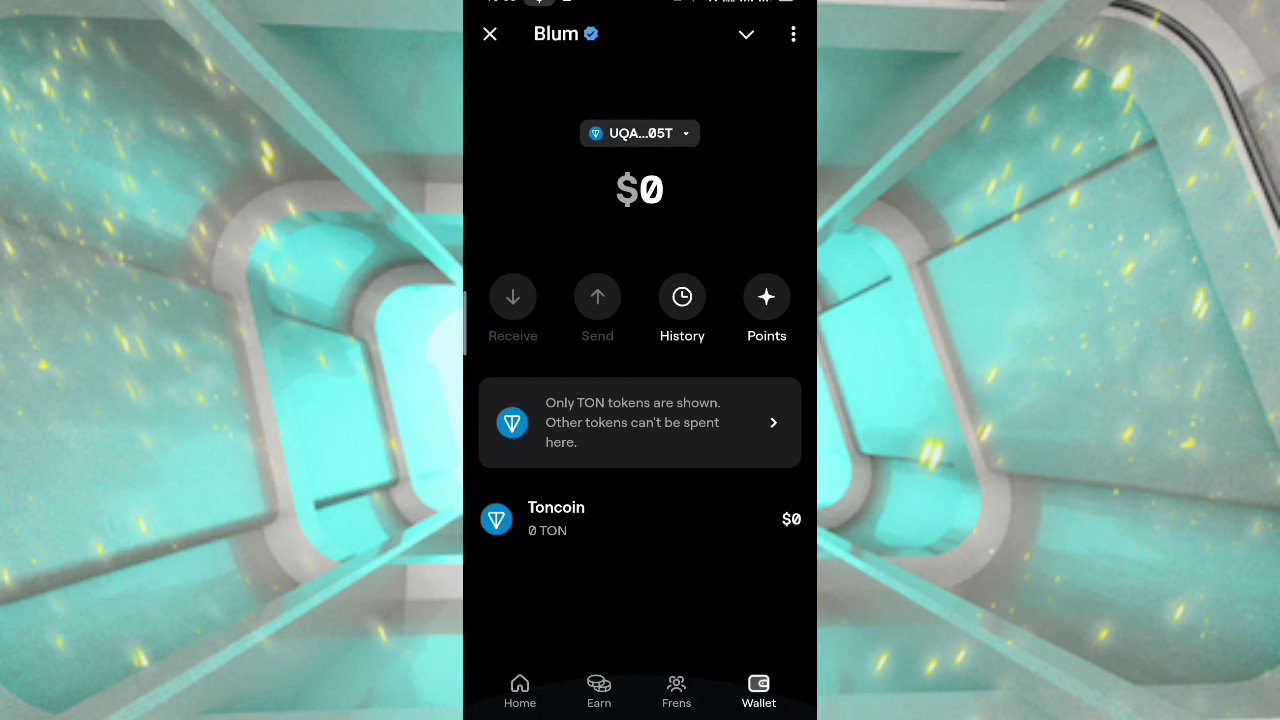 Blum
UQA...05T
$0
Receive
Send
History
Points
Only TON tokens are shown.
Other tokens can't be spent
here.
Toncoin
$0
0 TON
Home
Earn
Frens
Wallet